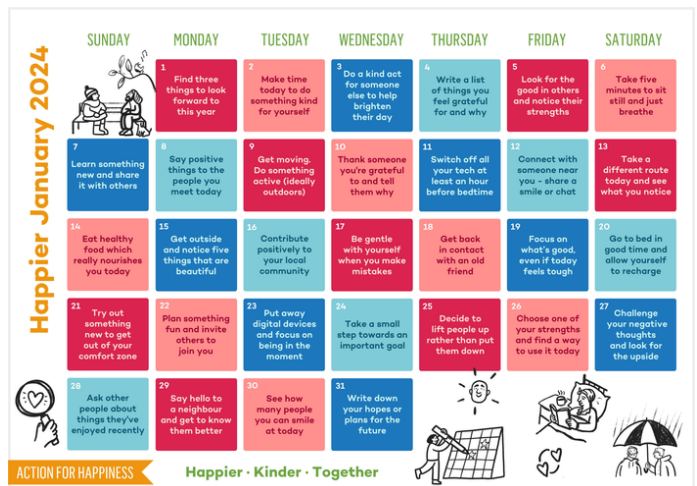 Happier January 2024
SUNDAY MONDAY TUESDAY WEDNESDAY THURSDAY FRIDAY SATURDAY
1
Find three
things to look
forward to
this year
2
Make time
today to do
something kind
for yourself
3
Do a kind act
for someone
else to help
brighten
their day
4
Write a list
of things you
feel grateful
for and why
5
Look for the
good in others
and notice their
strengths
6
Take five
minutes to sit
still and just
breathe
7
Learn something
new and share
it with others
8
Say positive
things to the
people you
meet today
9
Get moving.
Do something
active (ideally
outdoors)
10
Thank someone
you're grateful
to and tell
them why
11
Switch off all
your tech at
least an hour
before bedtime
12
Connect with
someone near
you - share a
smile or chat
13
Take a
different route
today and see
what you notice
14
Eat healthy
food which
really nourishes
you today
15
Get outside
and notice five
things that are
beautiful
16
Contribute
positively to
your local
community
17
Be gentle
with yourself
when you make
mistakes
18
Get back
in contact
with an old
friend
19
Focus on
what's good,
even if today
feels tough
20
Go to bed in
good time and
allow yourself
to recharge
21
Try out
something
new to get
out of your
comfort zone
22
Plan something
fun and invite
others to
join you
23
Put away
digital devices
and focus on
being in the
moment
24
Take a small
step towards an
important goal
25
Decide to
lift people up
rather than put
them down
26
Choose one of
your strengths
and find a way
to use it today
27
Challenge
your negative
thoughts
and look for
the upside
28
Ask other
people about
things they've
enjoyed recently
29
Say hello to
a neighbour
and get to know
them better
30
See how
many people
you can smile
at today
31
Write down
your hopes or
plans for the
future
ACTION FOR HAPPINESS
Happier · Kinder · Together